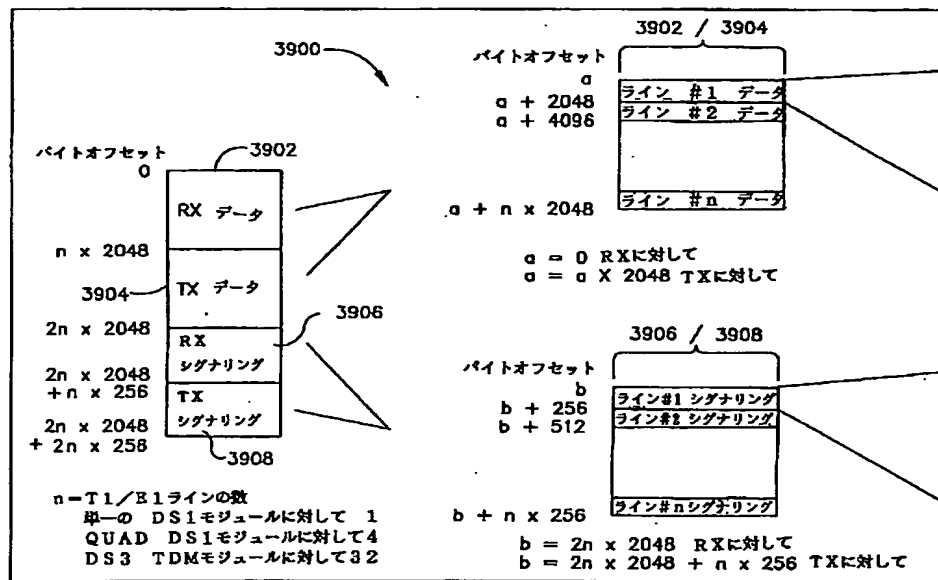 3900
バイトオフセット
0
3902
RX データ
n x 2048
3904
TX データ
2n x 2048
3906
RX
シグナリング
2n x 2048
+n x 256
TX
シグナリング
2n x 2048
+ 2n x 256
3908
n=T1/E1ラインの数
単一の DS1モジュールに対して 1
QUAD DS1モジュールに対して4
DS3 TDMモジュールに対して32
3902 / 3904
バイトオフセット
a
ライン #1 データ
a + 2048
ライン #2 データ
a + 4096
ライン #n データ
a + n x 2048
a = 0 RXに対して
a = a X 2048 TXに対して
3906 / 3908
バイトオフセット
b
ライン#1 シグナリング
b + 256
ライン#2 シグナリング
b + 512
ライン#nシグナリング
b + n x 256
b = 2n x 2048 RXに対して
b = 2n x 2048 + n x 256 TXに対して